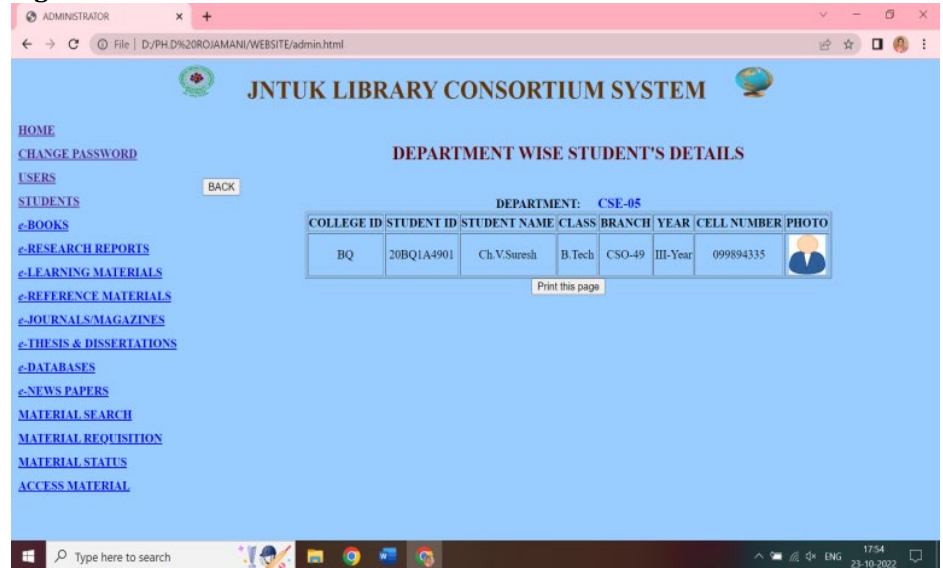 ADMINISTRATOR
File | D:/PH.D%20ROJAMANI/WEBSITE/admin.html
JNTUK LIBRARY CONSORTIUM SYSTEM
HOME
CHANGE PASSWORD
USERS
STUDENTS
e-BOOKS
e-RESEARCH REPORTS
e-LEARNING MATERIALS
e-REFERENCE MATERIALS
e-JOURNALS/MAGAZINES
e-THESIS & DISSERTATIONS
e-DATABASES
e-NEWS PAPERS
MATERIAL SEARCH
MATERIAL REQUISITION
MATERIAL STATUS
ACCESS MATERIAL
BACK
DEPARTMENT WISE STUDENT'S DETAILS
DEPARTMENT: CSE-05
COLLEGE ID STUDENT ID STUDENT NAME CLASS BRANCH YEAR CELL NUMBER PHOTO
BQ 20BQ1A4901 Ch.V.Suresh B.Tech CSO-49 III-Year 099894335
Print this page
Type here to search
ENG
17:54
23-10-2022